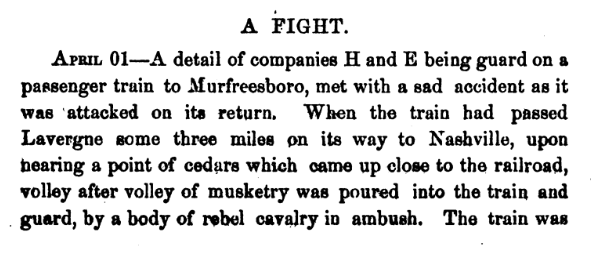 A FIGHT.
APRIL 01—A detail of companies H and E being guard on a
passenger train to Murfreesboro, met with a sad accident as it
was attacked on its return. When the train had passed
Lavergne some three miles on its way to Nashville, upon
nearing a point of cedars which came up close to the railroad,
volley after volley of musketry was poured into the train and
guard, by a body of rebel cavalry in ambush. The train was